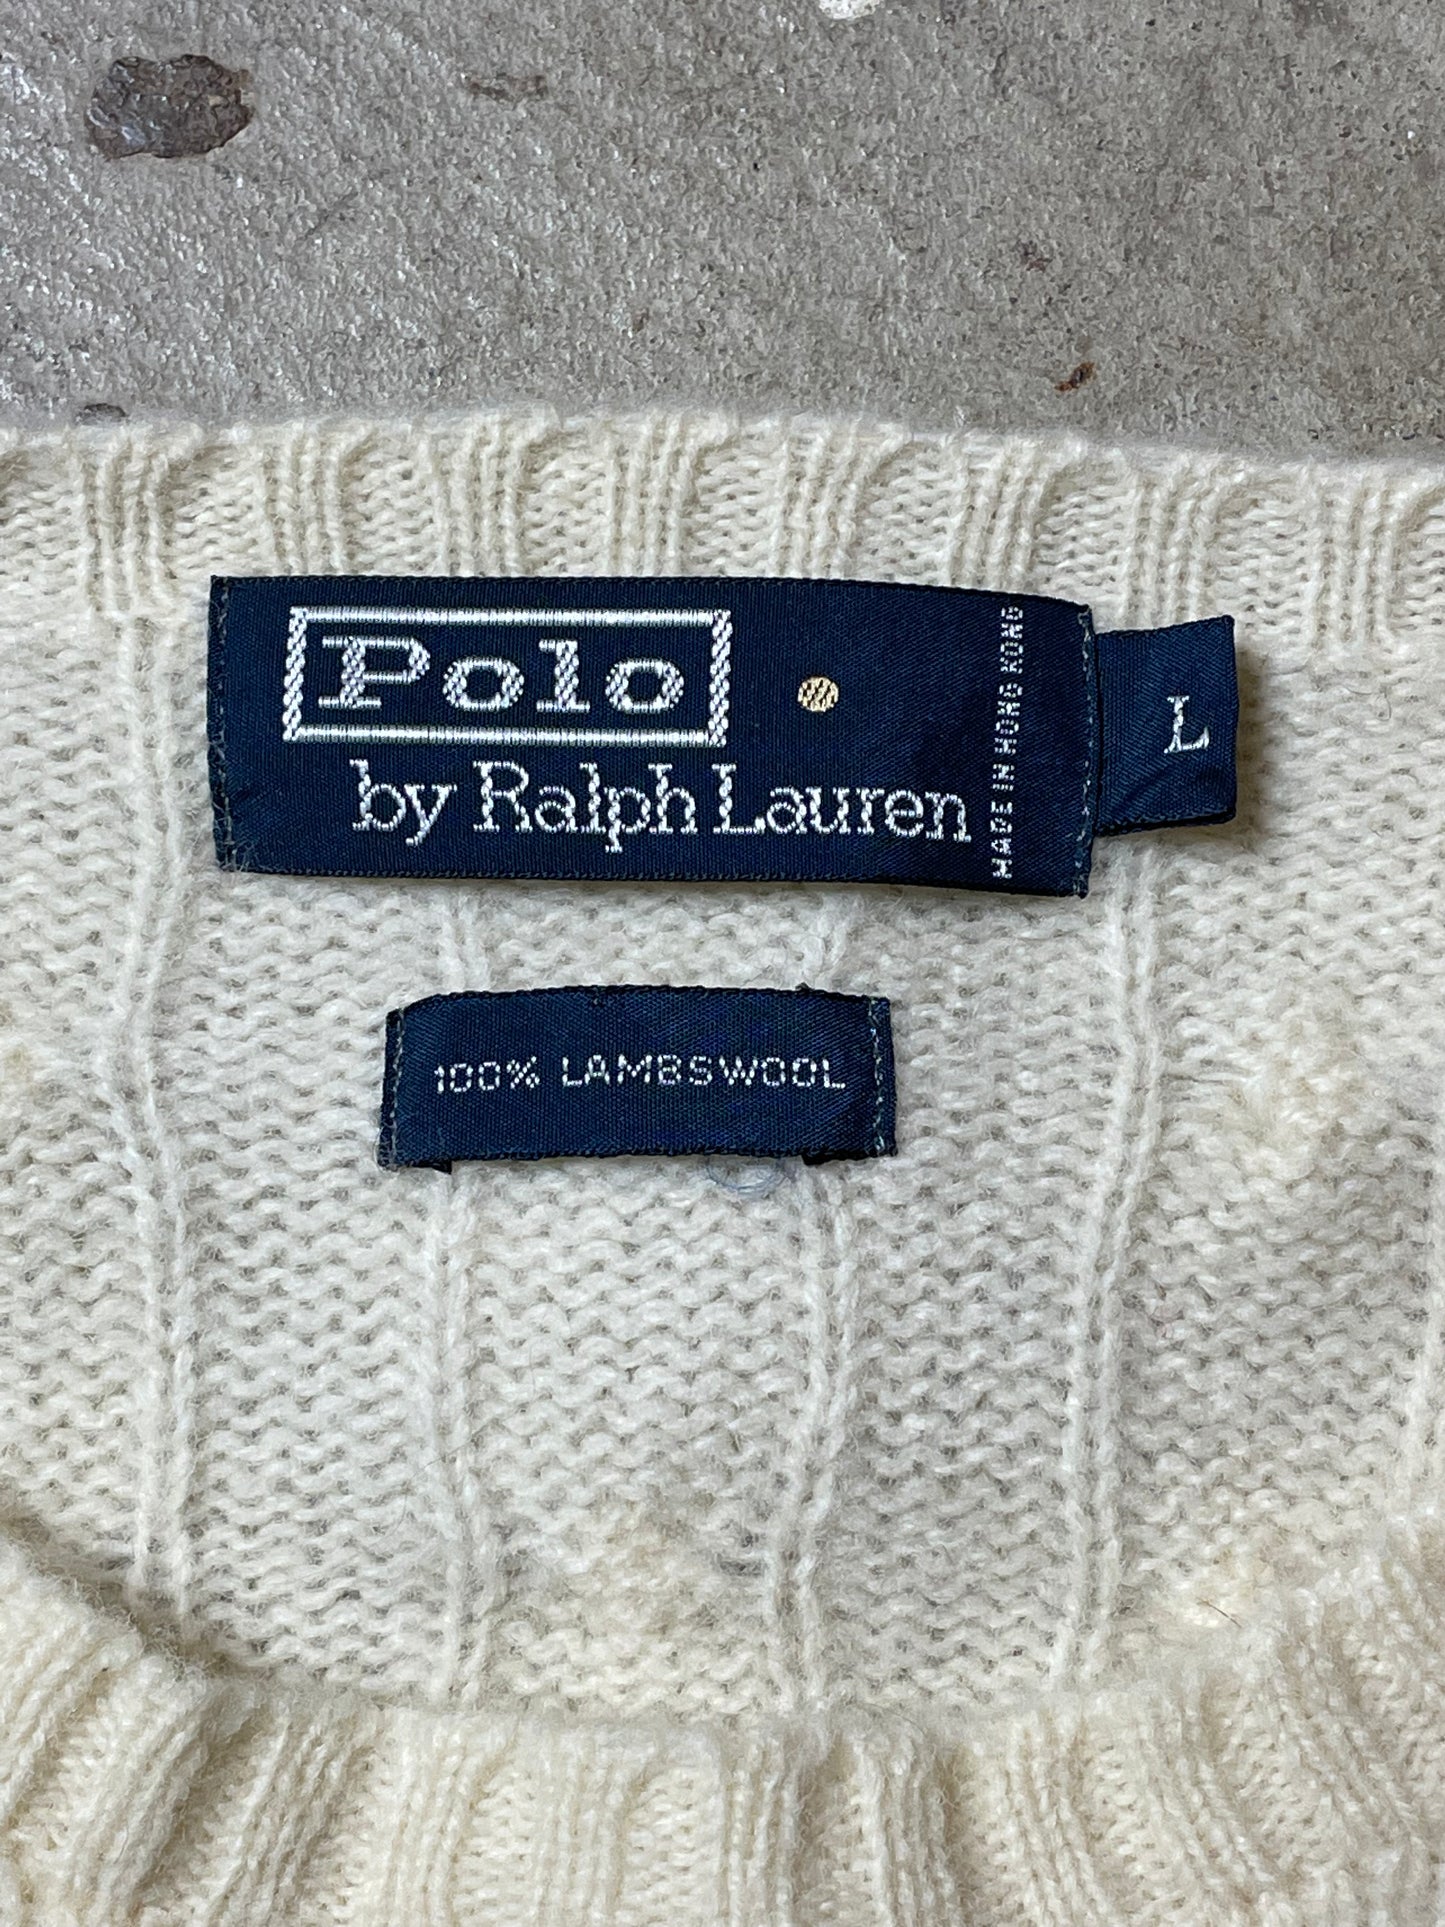 Polo
by Ralph Lauren
MADE IN HONG KONG
L
100% LAMBSWOOL